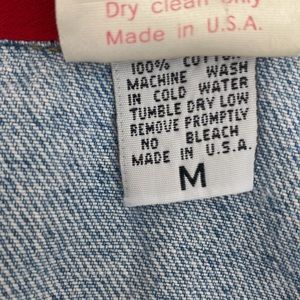 Dry clean only
Made in U.S.A.
100% COTTON
MACHINE WASH
IN COLD WATER
TUMBLE DRY LOW
REMOVE PROMPTLY
NO BLEACH
MADE IN U.S.A.
M